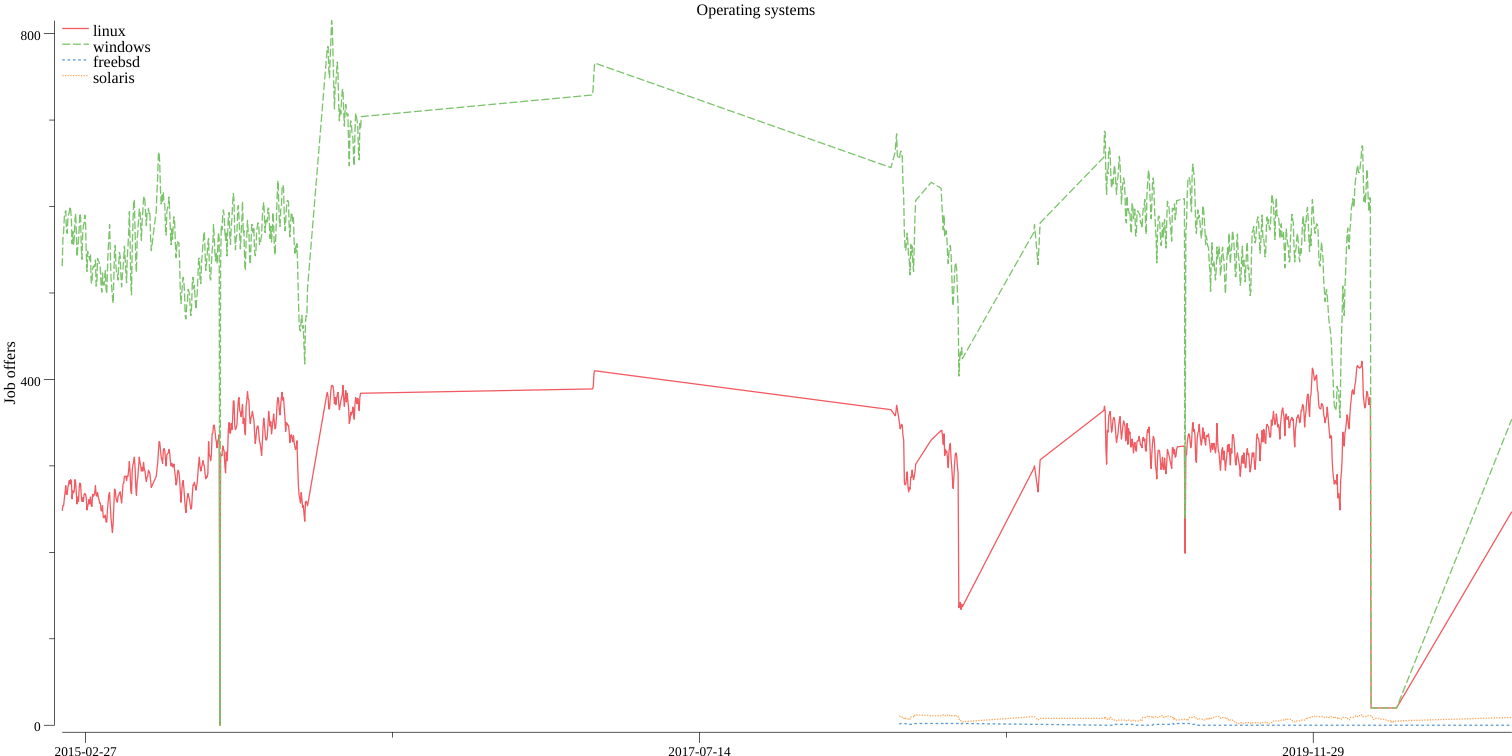 Operating systems
800
linux
windows
freebsd
solaris
Job offers
400
0
2015-02-27
2017-07-14
2019-11-29